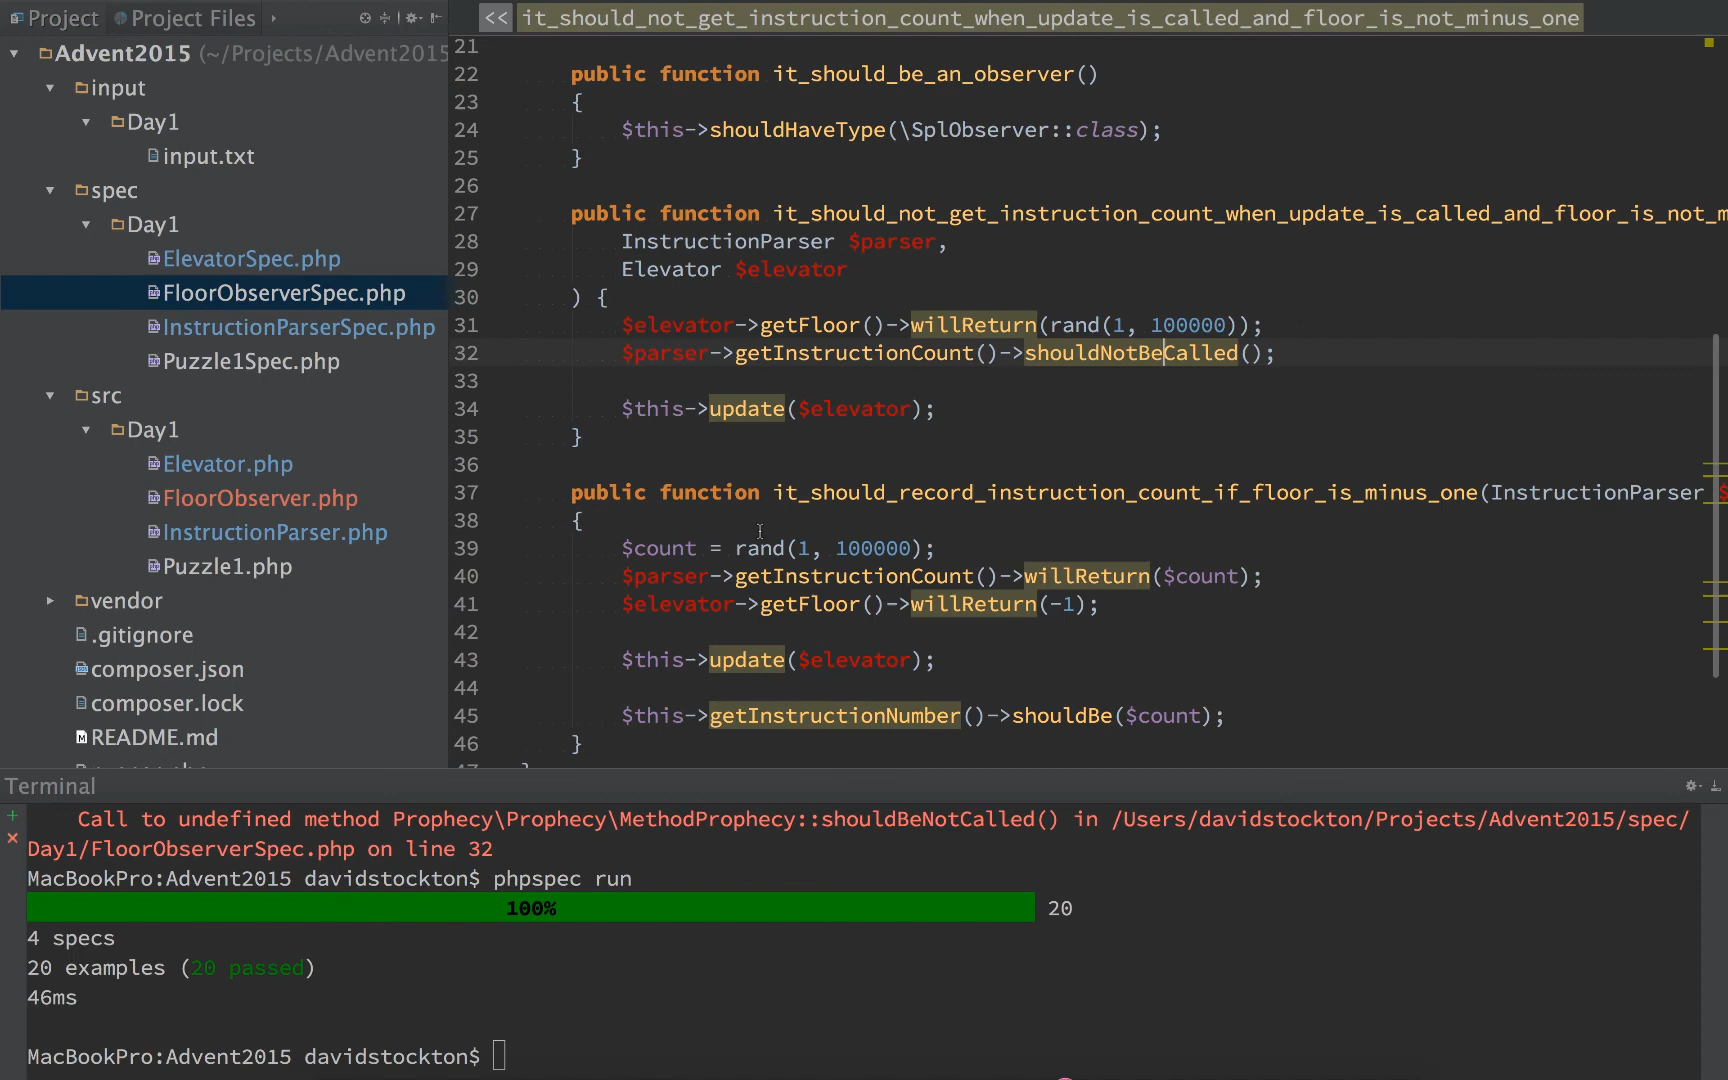 Project Project Files
<< it_should_not_get_instruction_count_when_update_is_called_and_floor_is_not_minus_one
Advent2015 (~/Projects/Advent2015
input
Day1
input.txt
spec
Day1
ElevatorSpec.php
FloorObserverSpec.php
InstructionParserSpec.php
Puzzle1Spec.php
src
Day1
Elevator.php
FloorObserver.php
InstructionParser.php
Puzzle1.php
vendor
.gitignore
composer.json
composer.lock
README.md
21
22 public function it_should_be_an_observer()
23 {
24 $this->shouldHaveType(\SplObserver::class);
25 }
26
27 public function it_should_not_get_instruction_count_when_update_is_called_and_floor_is_not_m
28 InstructionParser $parser,
29 Elevator $elevator
30 ) {
31 $elevator->getFloor()->willReturn(rand(1, 100000));
32 $parser->getInstructionCount()->shouldNotBeCalled();
33
34 $this->update($elevator);
35 }
36
37 public function it_should_record_instruction_count_if_floor_is_minus_one(InstructionParser $
38 {
39 $count = rand(1, 100000);
40 $parser->getInstructionCount()->willReturn($count);
41 $elevator->getFloor()->willReturn(-1);
42
43 $this->update($elevator);
44
45 $this->getInstructionNumber()->shouldBe($count);
46 }
Terminal
Call to undefined method Prophecy\Prophecy\MethodProphecy::shouldBeNotCalled() in /Users/davidstockton/Projects/Advent2015/spec/
Day1/FloorObserverSpec.php on line 32
MacBookPro:Advent2015 davidstockton$ phpspec run
100% 20
4 specs
20 examples (20 passed)
46ms
MacBookPro:Advent2015 davidstockton$